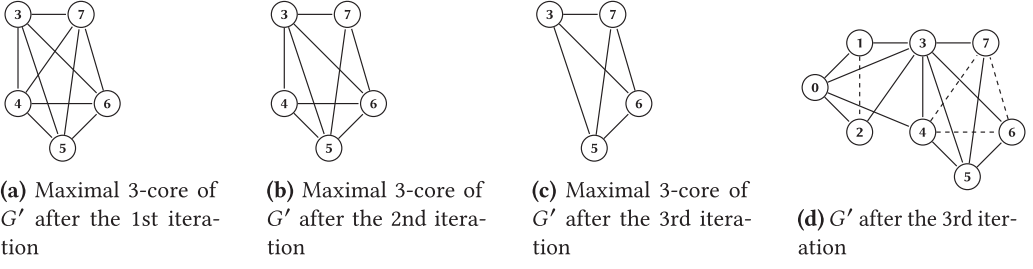 3 7
4 6
5
3 7
4 6
5
3 7
6
5
1 3 7
0
2 4 6
5
(a) Maximal 3-core of
G′ after the 1st itera-
tion
(b) Maximal 3-core of
G′ after the 2nd itera-
tion
(c) Maximal 3-core of
G′ after the 3rd itera-
tion
(d) G′ after the 3rd iter-
ation